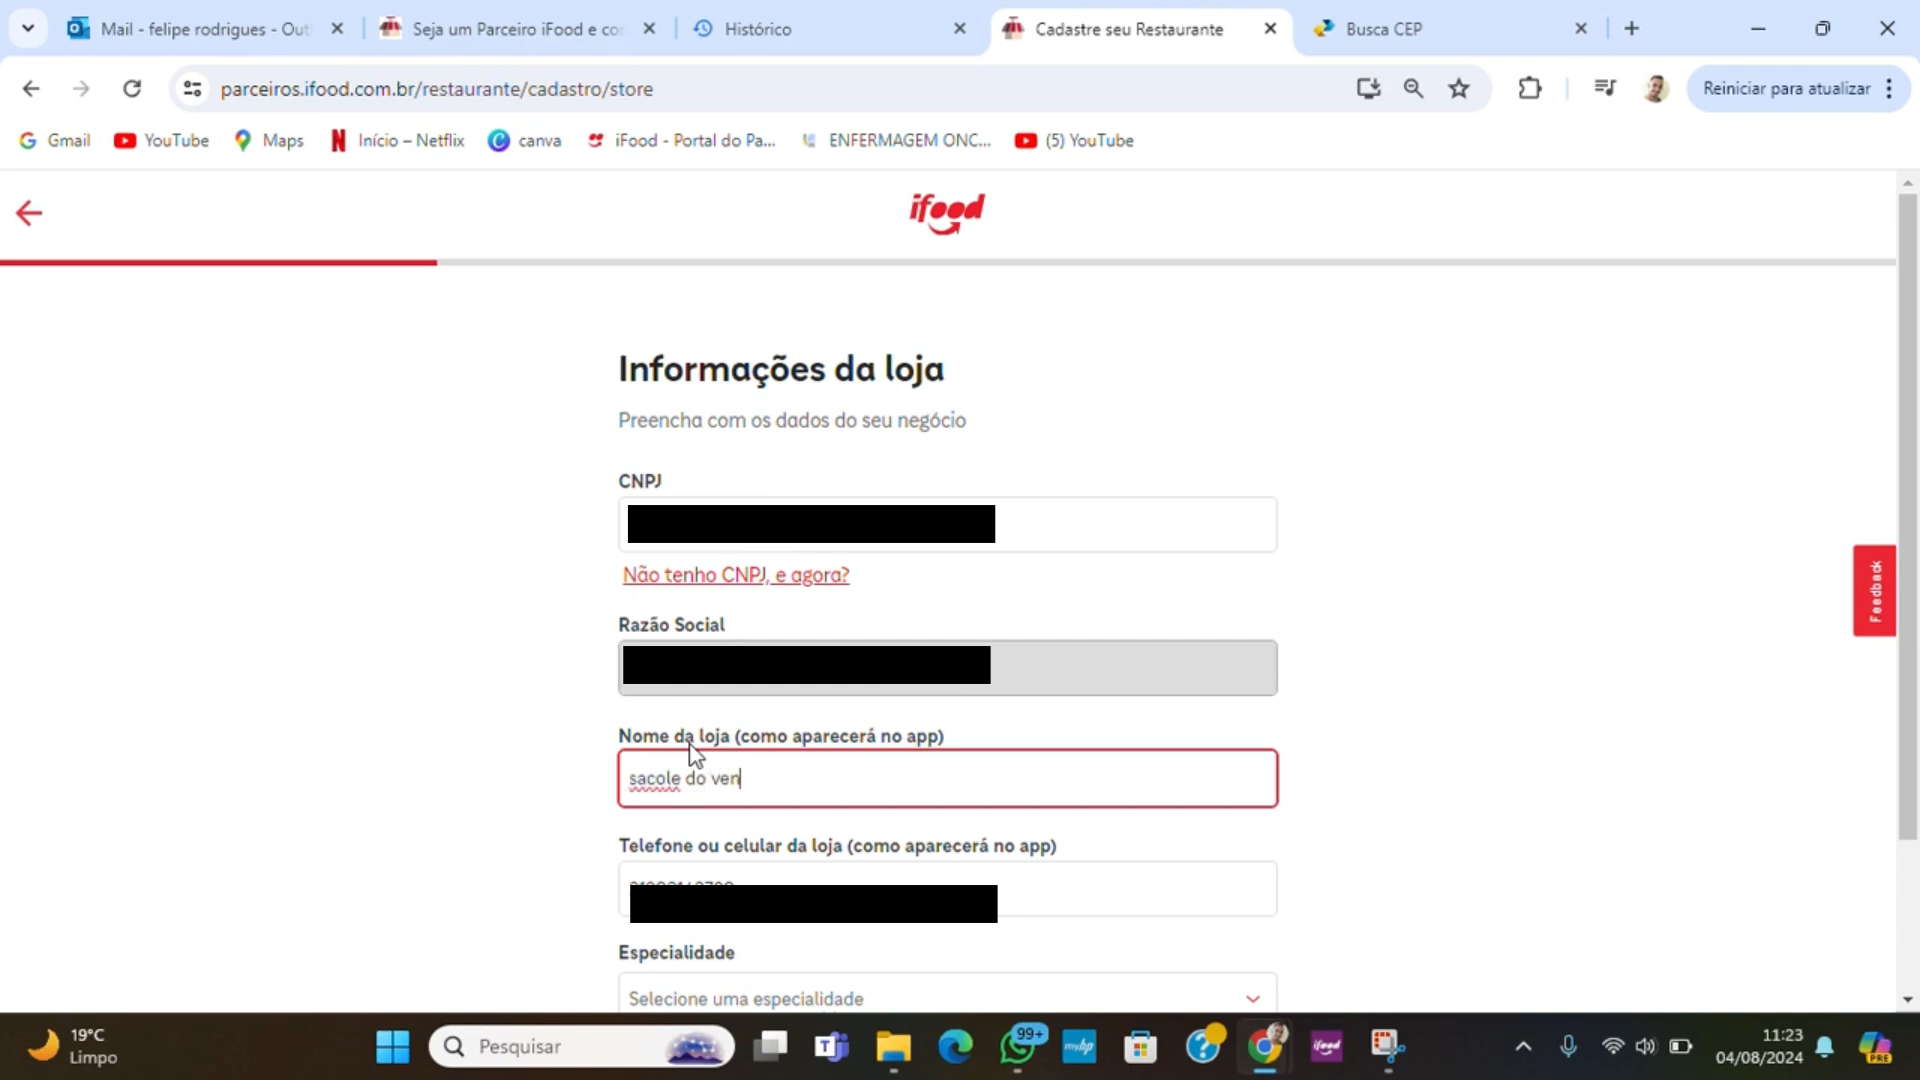 Mail - felipe rodrigues - Out
Seja um Parceiro iFood e co
Histórico
Cadastre seu Restaurante
Busca CEP
parceiros.ifood.com.br/restaurante/cadastro/store
Reiniciar para atualizar
Gmail
YouTube
Maps
Início – Netflix
canva
iFood - Portal do Pa...
ENFERMAGEM ONC...
(5) YouTube
ifood
Informações da loja
Preencha com os dados do seu negócio
CNPJ
Não tenho CNPJ, e agora?
Razão Social
Nome da loja (como aparecerá no app)
sacole do ven
Telefone ou celular da loja (como aparecerá no app)
Especialidade
Selecione uma especialidade
Feedback
19°C
Limpo
Pesquisar
99+
myhp
ifood
11:23
04/08/2024
PRE